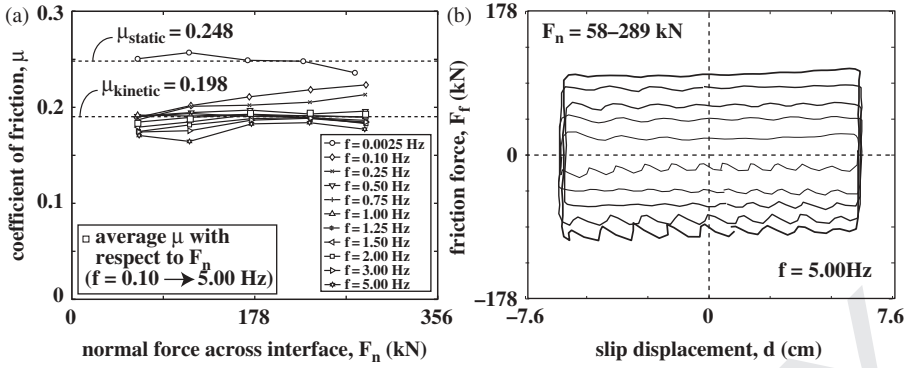 (a)
0.3
0.2
0.1
0
coefficient of friction, μ
μstatic = 0.248
μkinetic = 0.198
f = 0.0025 Hz
f = 0.10 Hz
f = 0.25 Hz
f = 0.50 Hz
f = 0.75 Hz
f = 1.00 Hz
f = 1.25 Hz
f = 1.50 Hz
f = 2.00 Hz
f = 3.00 Hz
f = 5.00 Hz
average μ with
respect to Fn
(f = 0.10 → 5.00 Hz)
0 178 356
normal force across interface, Fn (kN)
(b)
178
0
-178
friction force, Ff (kN)
Fn = 58–289 kN
f = 5.00Hz
-7.6 0 7.6
slip displacement, d (cm)